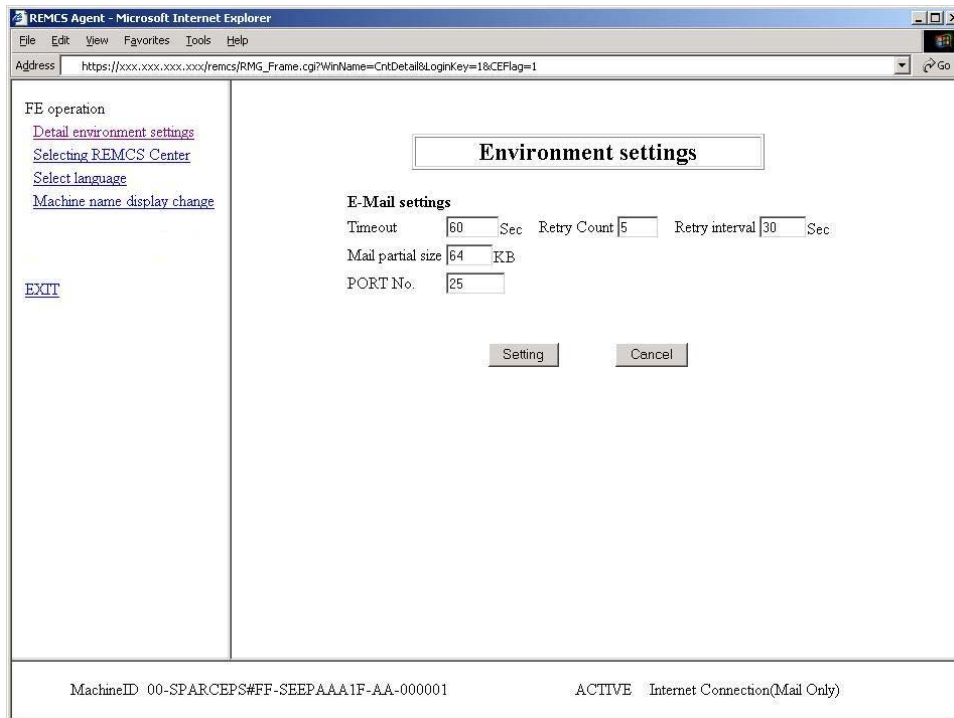 REMCS Agent - Microsoft Internet Explorer
File Edit View Favorites Tools Help
Address https://xxx.xxx.xxx.xxx/remcs/RMG_Frame.cgi?WinName=CntDetail&LoginKey=1&CEFlag=1 Go
FE operation
Detail environment settings
Selecting REMCS Center
Select language
Machine name display change
EXIT
Environment settings
E-Mail settings
Timeout 60 Sec Retry Count 5 Retry interval 30 Sec
Mail partial size 64 KB
PORT No. 25
Setting Cancel
MachineID 00-SPARCEPS#FF-SEEPAAA1F-AA-000001 ACTIVE Internet Connection(Mail Only)